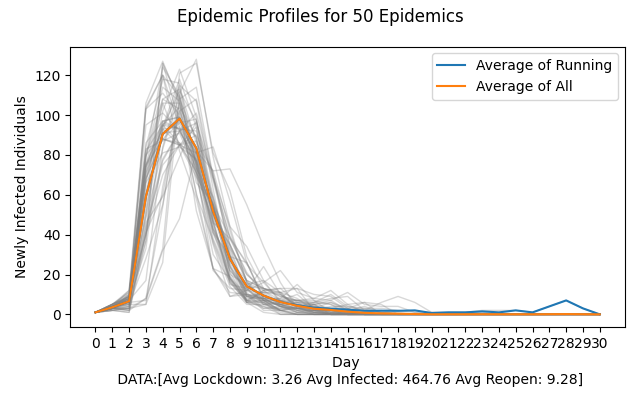 Epidemic Profiles for 50 Epidemics
Average of Running
Average of All
Newly Infected Individuals
120
100
80
60
40
20
0
0 1 2 3 4 5 6 7 8 9 10 11 12 13 14 15 16 17 18 19 20 21 22 23 24 25 26 27 28 29 30
Day
DATA:[Avg Lockdown: 3.26 Avg Infected: 464.76 Avg Reopen: 9.28]